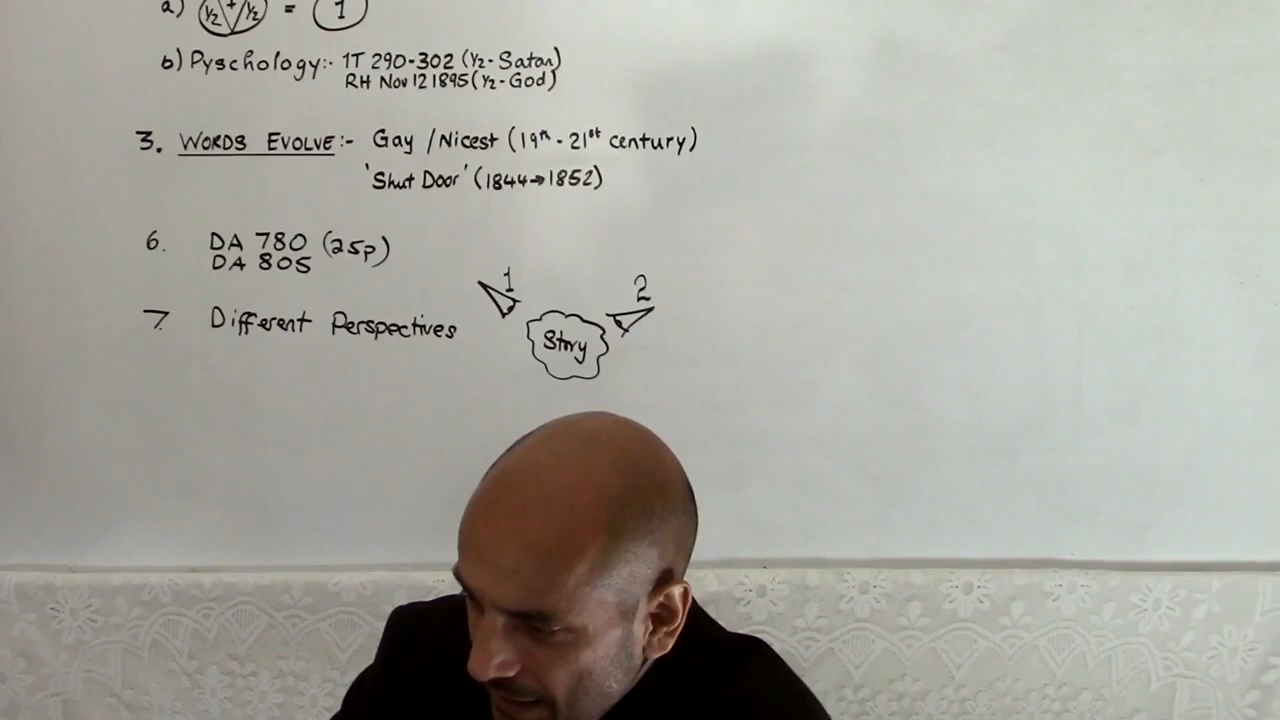 a) ½ + ½ = 1
b) Pyschology:- 1T 290-302 (½-Satan)
RH Nov 12 1895 (½-God)
3. WORDS EVOLVE:- Gay / Nicest (19th - 21st century)
'Shut Door' (1844→1852)
6. DA 780 (25p)
DA 805
1 2
7. Different Perspectives
Story